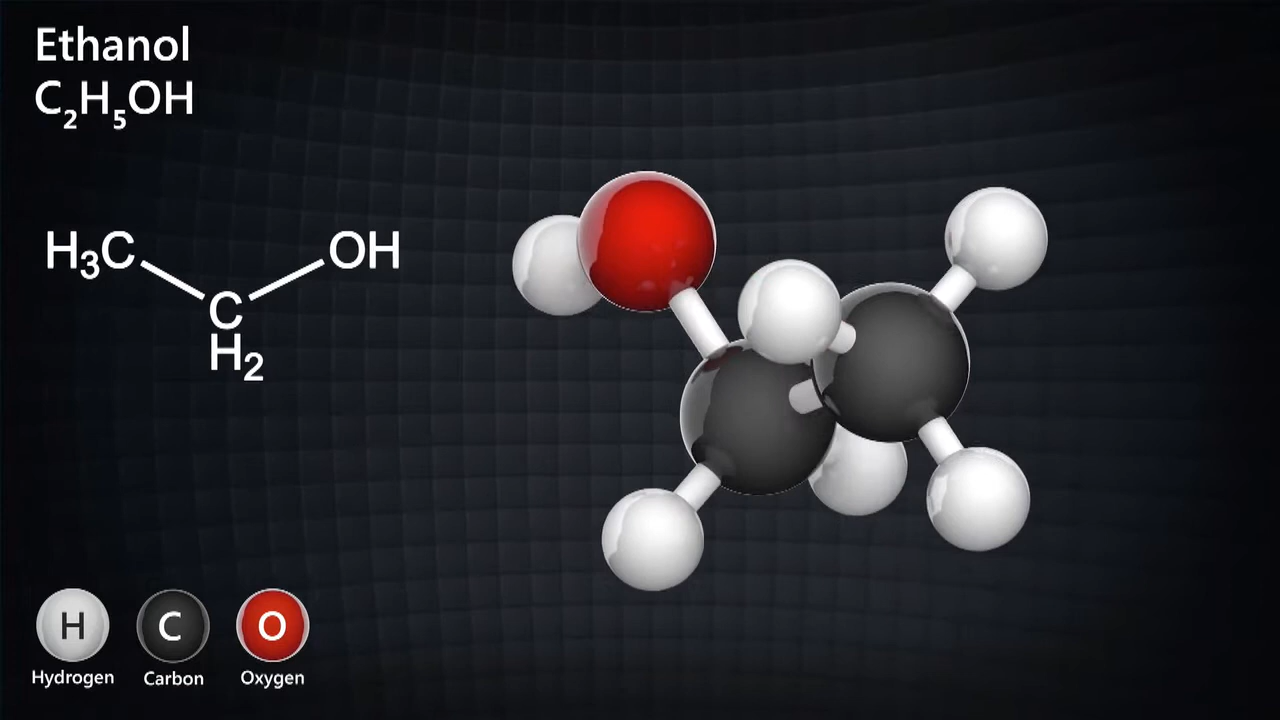 Ethanol
C₂H₅OH
H₃C OH
C
H₂
H C O
Hydrogen Carbon Oxygen